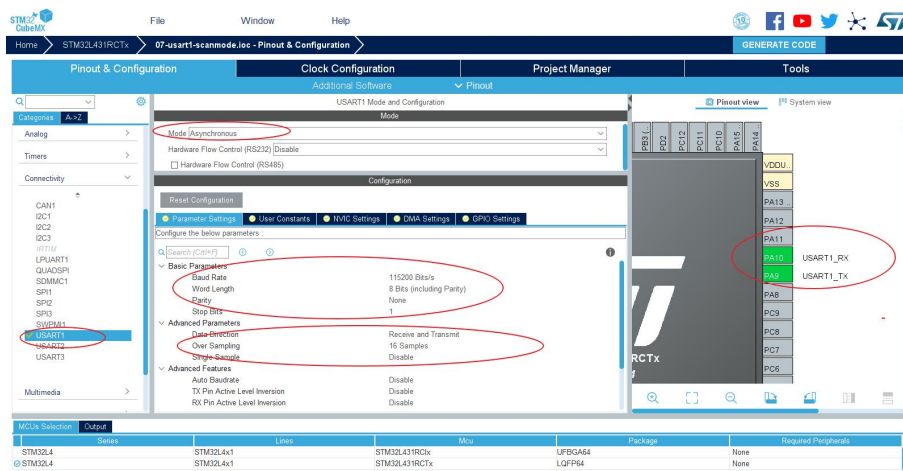 STM32 CubeMX
File Window Help
10
Home STM32L431RCTx 07-usart1-scanmode.ioc - Pinout & Configuration GENERATE CODE
Pinout & Configuration Clock Configuration Project Manager Tools
Additional Software Pinout
USART1 Mode and Configuration
Pinout view System view
Categories A->Z
Mode
Analog
Timers
Connectivity
CAN1
I2C1
I2C2
I2C3
IRTIM
LPUART1
QUADSPI
SDMMC1
SPI1
SPI2
SPI3
SWPMI1
USART1
USART2
USART3
Multimedia
Mode Asynchronous
Hardware Flow Control (RS232) Disable
Hardware Flow Control (RS485)
Configuration
Reset Configuration
Parameter Settings User Constants NVIC Settings DMA Settings GPIO Settings
Configure the below parameters :
Search (Crtl+F)
Basic Parameters
Baud Rate 115200 Bits/s
Word Length 8 Bits (including Parity)
Parity None
Stop Bits 1
Advanced Parameters
Data Direction Receive and Transmit
Over Sampling 16 Samples
Single Sample Disable
Advanced Features
Auto Baudrate Disable
TX Pin Active Level Inversion Disable
RX Pin Active Level Inversion Disable
PB3 (... PD2 PC12 PC11 PC10 PA15... PA14...
VDDU...
VSS
PA13 ...
PA12
PA11
PA10 USART1_RX
PA9 USART1_TX
PA8
PC9
PC8
PC7
PC6
RCTx
MCUs Selection Output
Series Lines Mcu Package Required Peripherals
STM32L4 STM32L4x1 STM32L431RCIx UFBGA64 None
STM32L4 STM32L4x1 STM32L431RCTx LQFP64 None